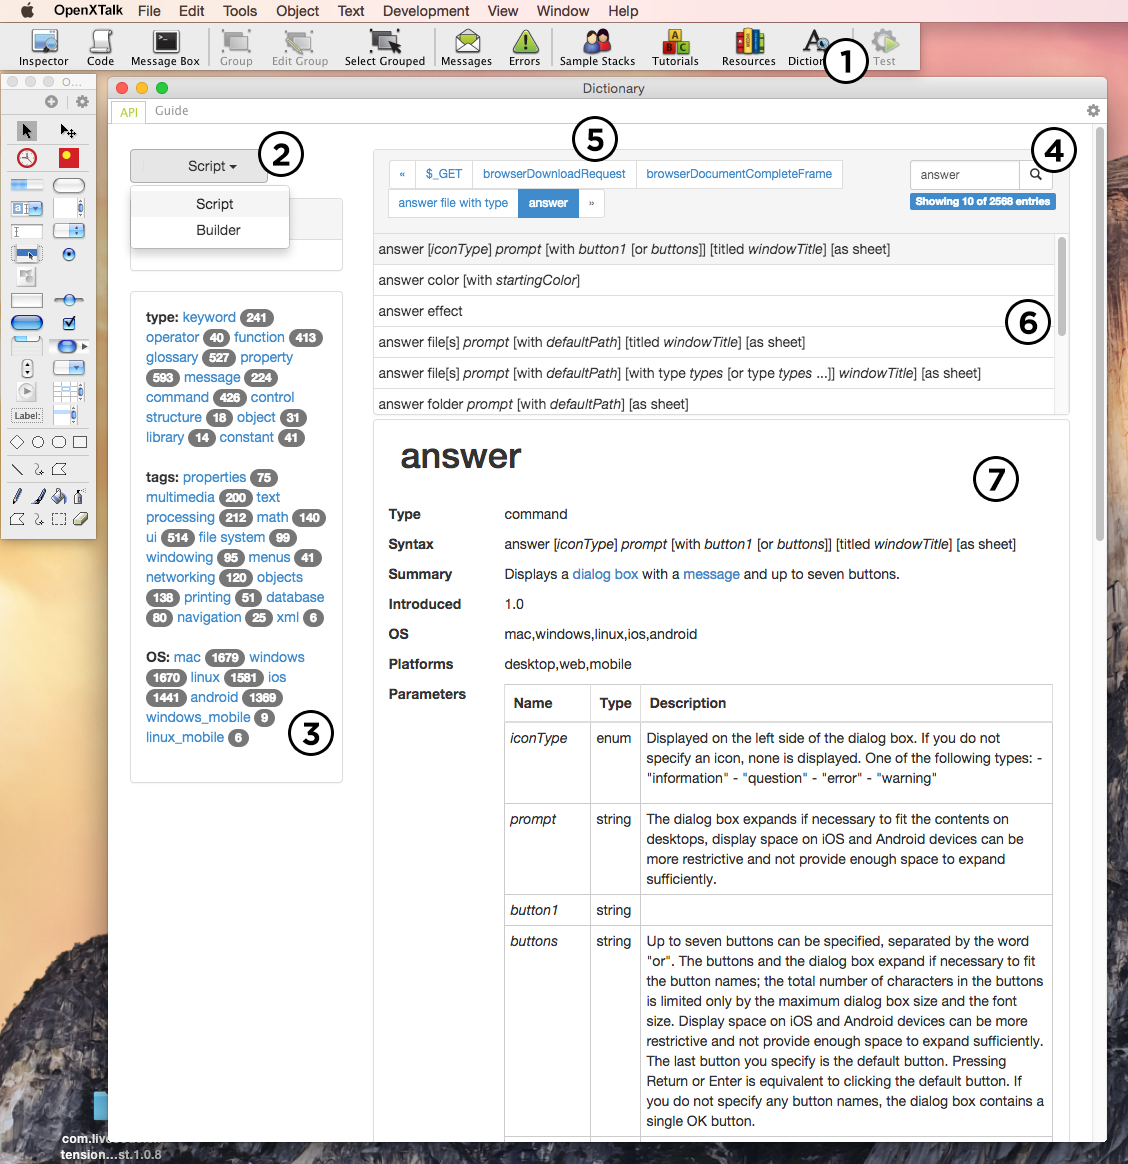 OpenXTalk File Edit Tools Object Text Development View Window Help
Inspector Code Message Box Group Edit Group Select Grouped Messages Errors Sample Stacks Tutorials Resources Test
1
O...
Dictionary
API Guide
Script
2
Script
Builder
5
4
« $_GET browserDownloadRequest browserDocumentCompleteFrame
answer file with type answer »
answer
Showing 10 of 2568 entries
answer [iconType] prompt [with button1 [or buttons]] [titled windowTitle] [as sheet]
answer color [with startingColor]
answer effect
answer file[s] prompt [with defaultPath] [titled windowTitle] [as sheet]
answer file[s] prompt [with defaultPath] [with type types [or type types ...]] windowTitle] [as sheet]
answer folder prompt [with defaultPath] [as sheet]
6
type: keyword 241
operator 40 function 413
glossary 527 property
593 message 224
command 426 control
structure 18 object 31
library 14 constant 41
tags: properties 75
multimedia 200 text
processing 212 math 140
ui 514 file system 99
windowing 95 menus 41
networking 120 objects
138 printing 51 database
80 navigation 25 xml 6
OS: mac 1679 windows
1670 linux 1581 ios
1441 android 1369
windows_mobile 9
linux_mobile 6
3
Label:
answer
7
Type command
Syntax answer [iconType] prompt [with button1 [or buttons]] [titled windowTitle] [as sheet]
Summary Displays a dialog box with a message and up to seven buttons.
Introduced 1.0
OS mac,windows,linux,ios,android
Platforms desktop,web,mobile
Parameters
Name Type Description
iconType enum Displayed on the left side of the dialog box. If you do not
specify an icon, none is displayed. One of the following types: -
"information" - "question" - "error" - "warning"
prompt string The dialog box expands if necessary to fit the contents on
desktops, display space on iOS and Android devices can be
more restrictive and not provide enough space to expand
sufficiently.
button1 string
buttons string Up to seven buttons can be specified, separated by the word
"or". The buttons and the dialog box expand if necessary to fit
the button names; the total number of characters in the buttons
is limited only by the maximum dialog box size and the font
size. Display space on iOS and Android devices can be more
restrictive and not provide enough space to expand sufficiently.
The last button you specify is the default button. Pressing
Return or Enter is equivalent to clicking the default button. If
you do not specify any button names, the dialog box contains a
single OK button.
tension...st.1.0.8